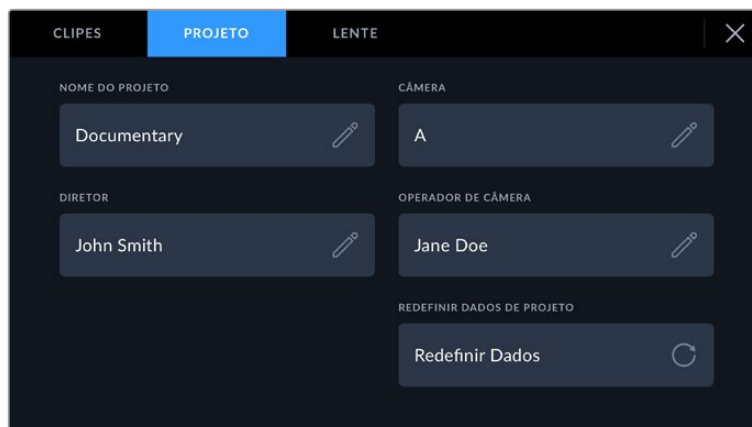 CLIPES PROJETO LENTE
NOME DO PROJETO CÂMERA
Documentary A
DIRETOR OPERADOR DE CÂMERA
John Smith Jane Doe
REDEFINIR DADOS DE PROJETO
Redefinir Dados